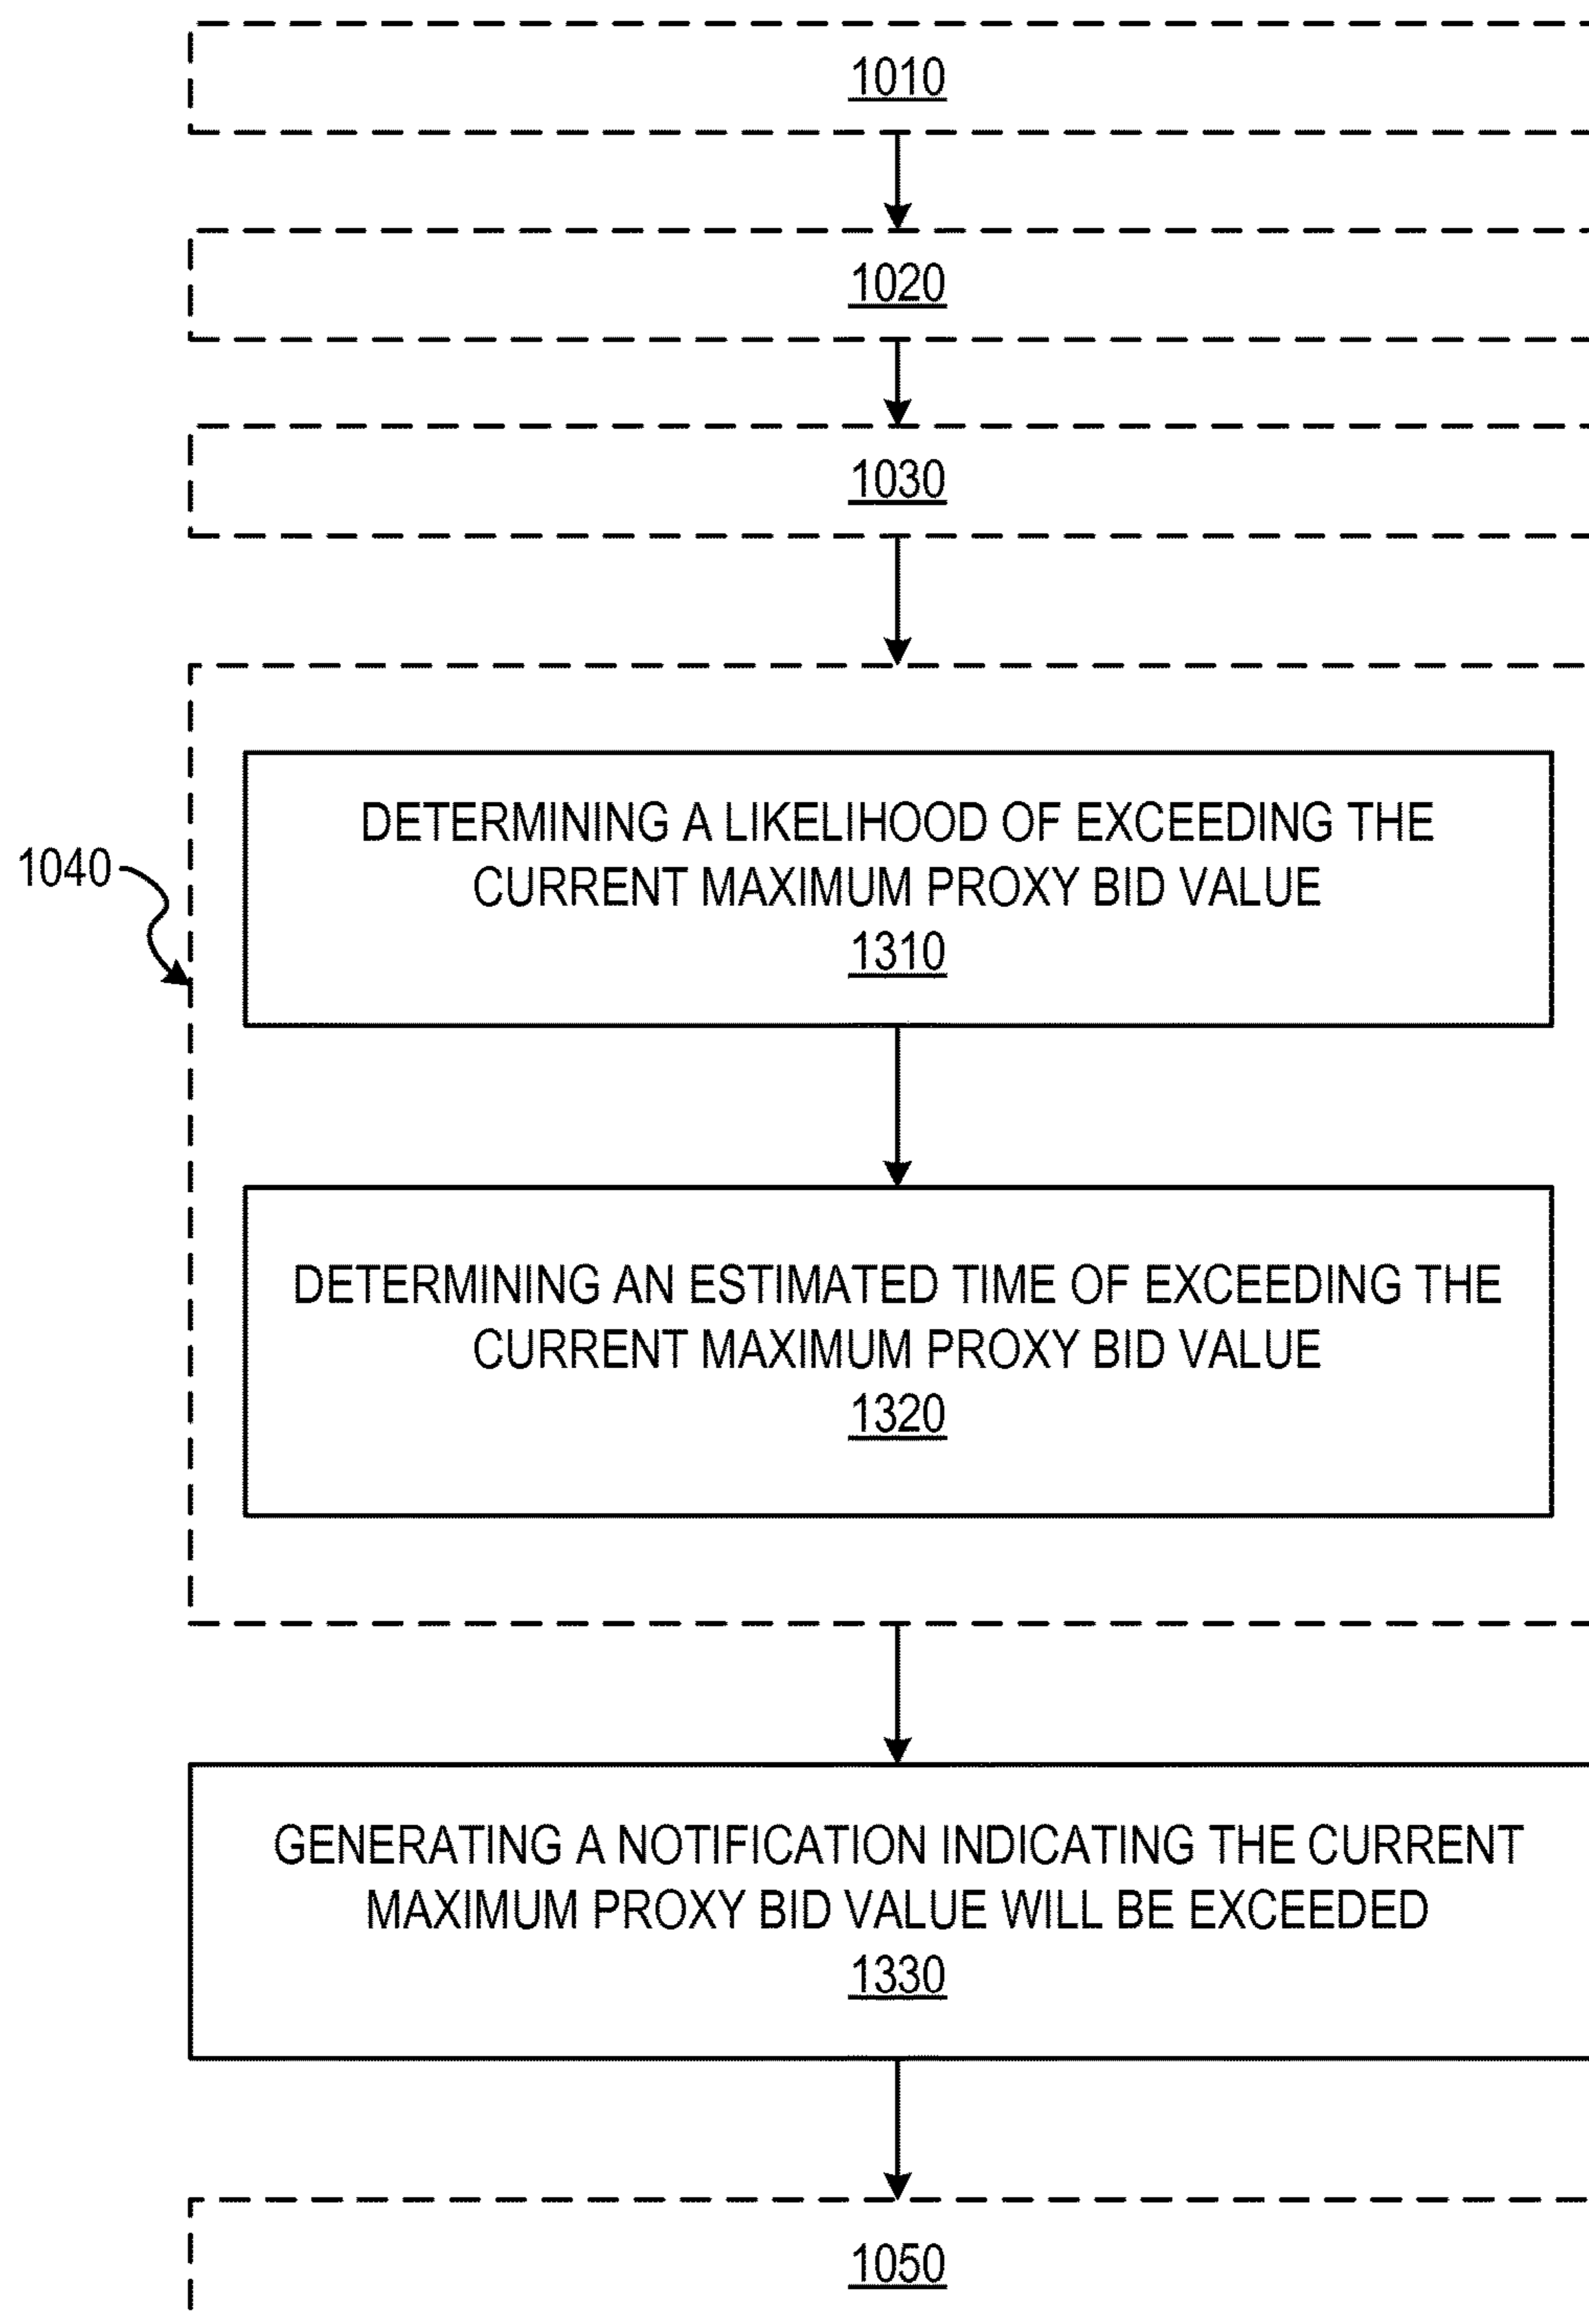 1010
1020
1030
1040
DETERMINING A LIKELIHOOD OF EXCEEDING THE
CURRENT MAXIMUM PROXY BID VALUE
1310
DETERMINING AN ESTIMATED TIME OF EXCEEDING THE
CURRENT MAXIMUM PROXY BID VALUE
1320
GENERATING A NOTIFICATION INDICATING THE CURRENT
MAXIMUM PROXY BID VALUE WILL BE EXCEEDED
1330
1050